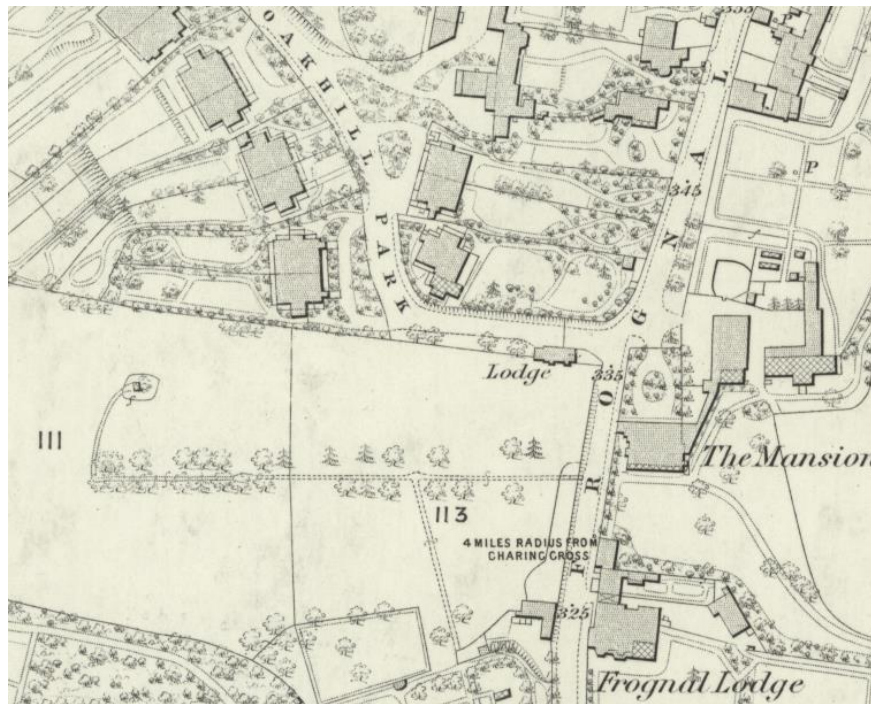 335
OAKHILL PARK
345
P
FROGNAL
Lodge
335
111
The Mansion
113
4 MILES RADIUS FROM
CHARING CROSS
325
Frognal Lodge